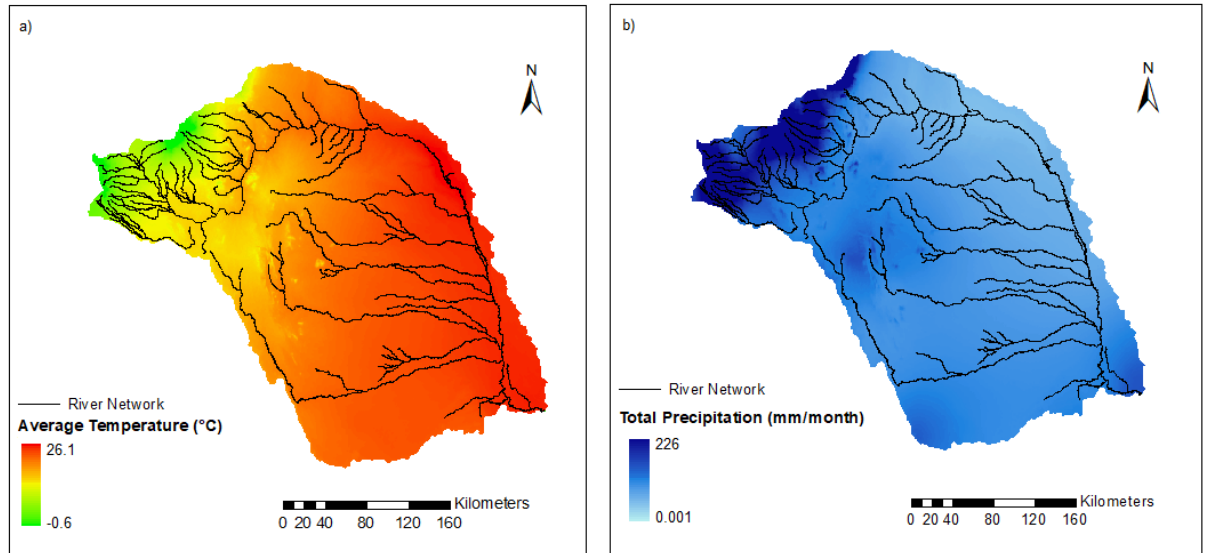 a)
N
River Network
Average Temperature (°C)
26.1
-0.6
Kilometers
0 20 40 80 120 160
b)
N
River Network
Total Precipitation (mm/month)
226
0.001
Kilometers
0 20 40 80 120 160